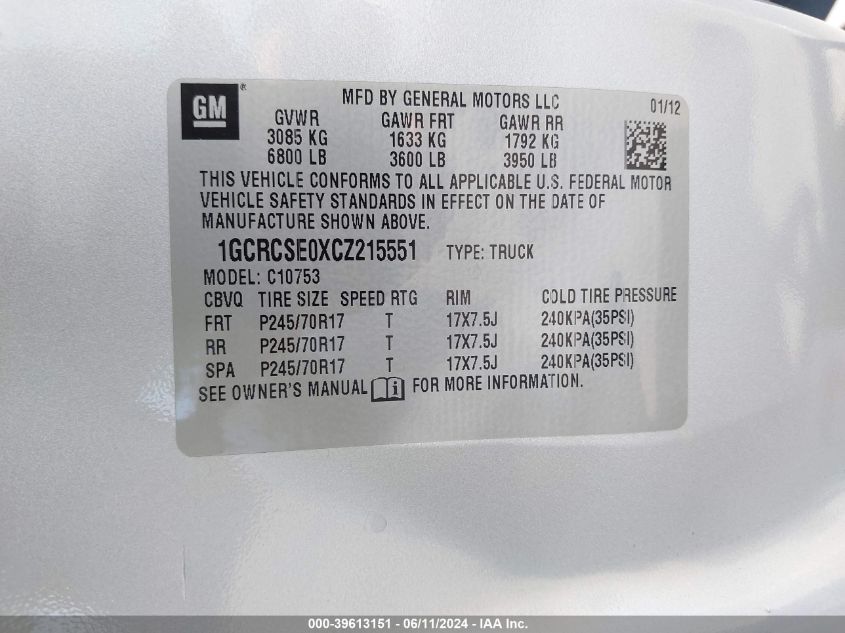 GM ®
MFD BY GENERAL MOTORS LLC 01/12
GVWR GAWR FRT GAWR RR
3085 KG 1633 KG 1792 KG
6800 LB 3600 LB 3950 LB
THIS VEHICLE CONFORMS TO ALL APPLICABLE U.S. FEDERAL MOTOR
VEHICLE SAFETY STANDARDS IN EFFECT ON THE DATE OF
MANUFACTURE SHOWN ABOVE.
1GCRCSE0XCZ215551 TYPE: TRUCK
MODEL: C10753
CBVQ TIRE SIZE SPEED RTG RIM COLD TIRE PRESSURE
FRT P245/70R17 T 17X7.5J 240KPA(35PSI)
RR P245/70R17 T 17X7.5J 240KPA(35PSI)
SPA P245/70R17 T 17X7.5J 240KPA(35PSI)
SEE OWNER'S MANUAL i FOR MORE INFORMATION.
000-39613151 - 06/11/2024 - IAA Inc.